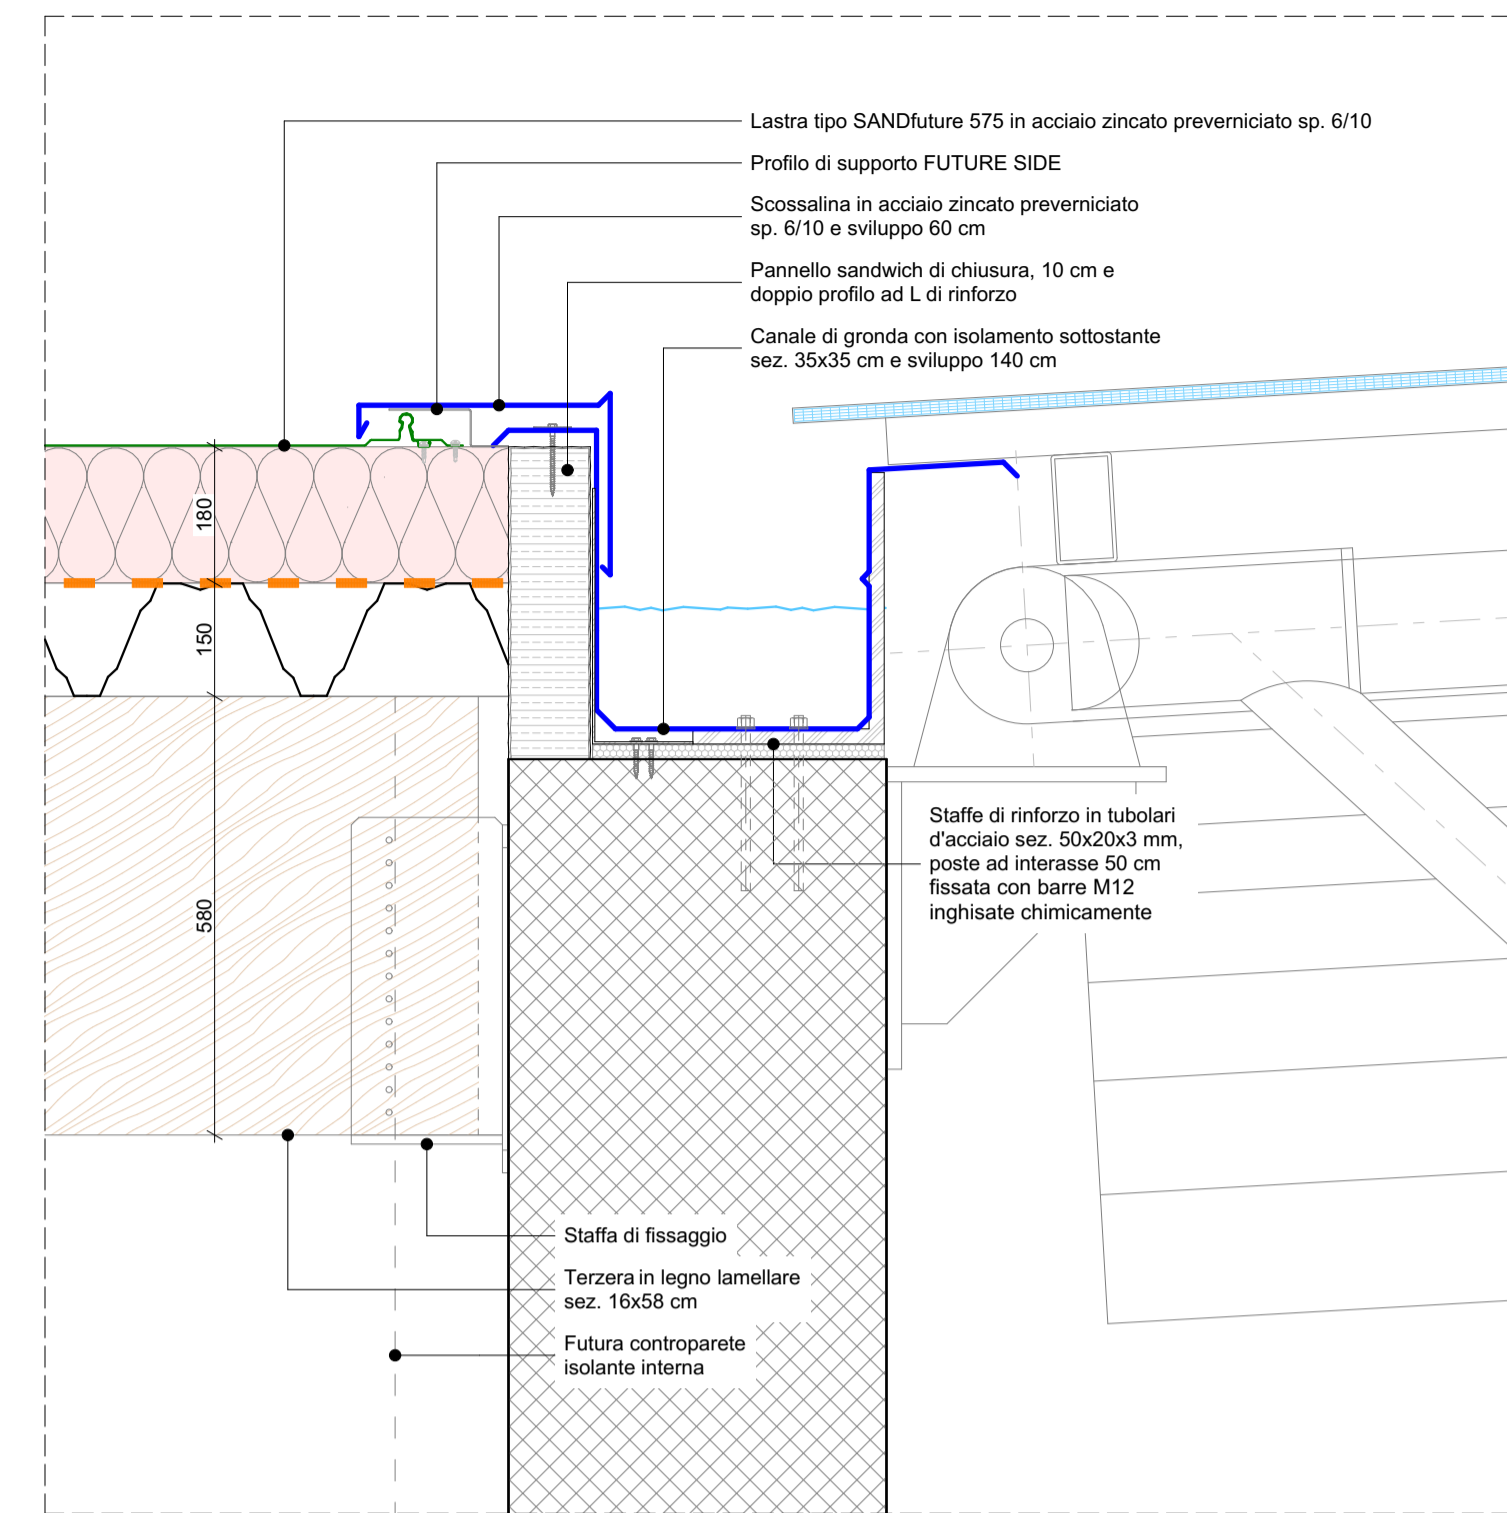 Lastra tipo SANDfuture 575 in acciaio zincato preverniciato sp. 6/10
Profilo di supporto FUTURE SIDE
Scossalina in acciaio zincato preverniciato
sp. 6/10 e sviluppo 60 cm
Pannello sandwich di chiusura, 10 cm e
doppio profilo ad L di rinforzo
Canale di gronda con isolamento sottostante
sez. 35x35 cm e sviluppo 140 cm
180
150
580
Staffe di rinforzo in tubolari
d'acciaio sez. 50x20x3 mm,
poste ad interasse 50 cm
fissata con barre M12
inghisate chimicamente
Staffa di fissaggio
Terzera in legno lamellare
sez. 16x58 cm
Futura controparete
isolante interna